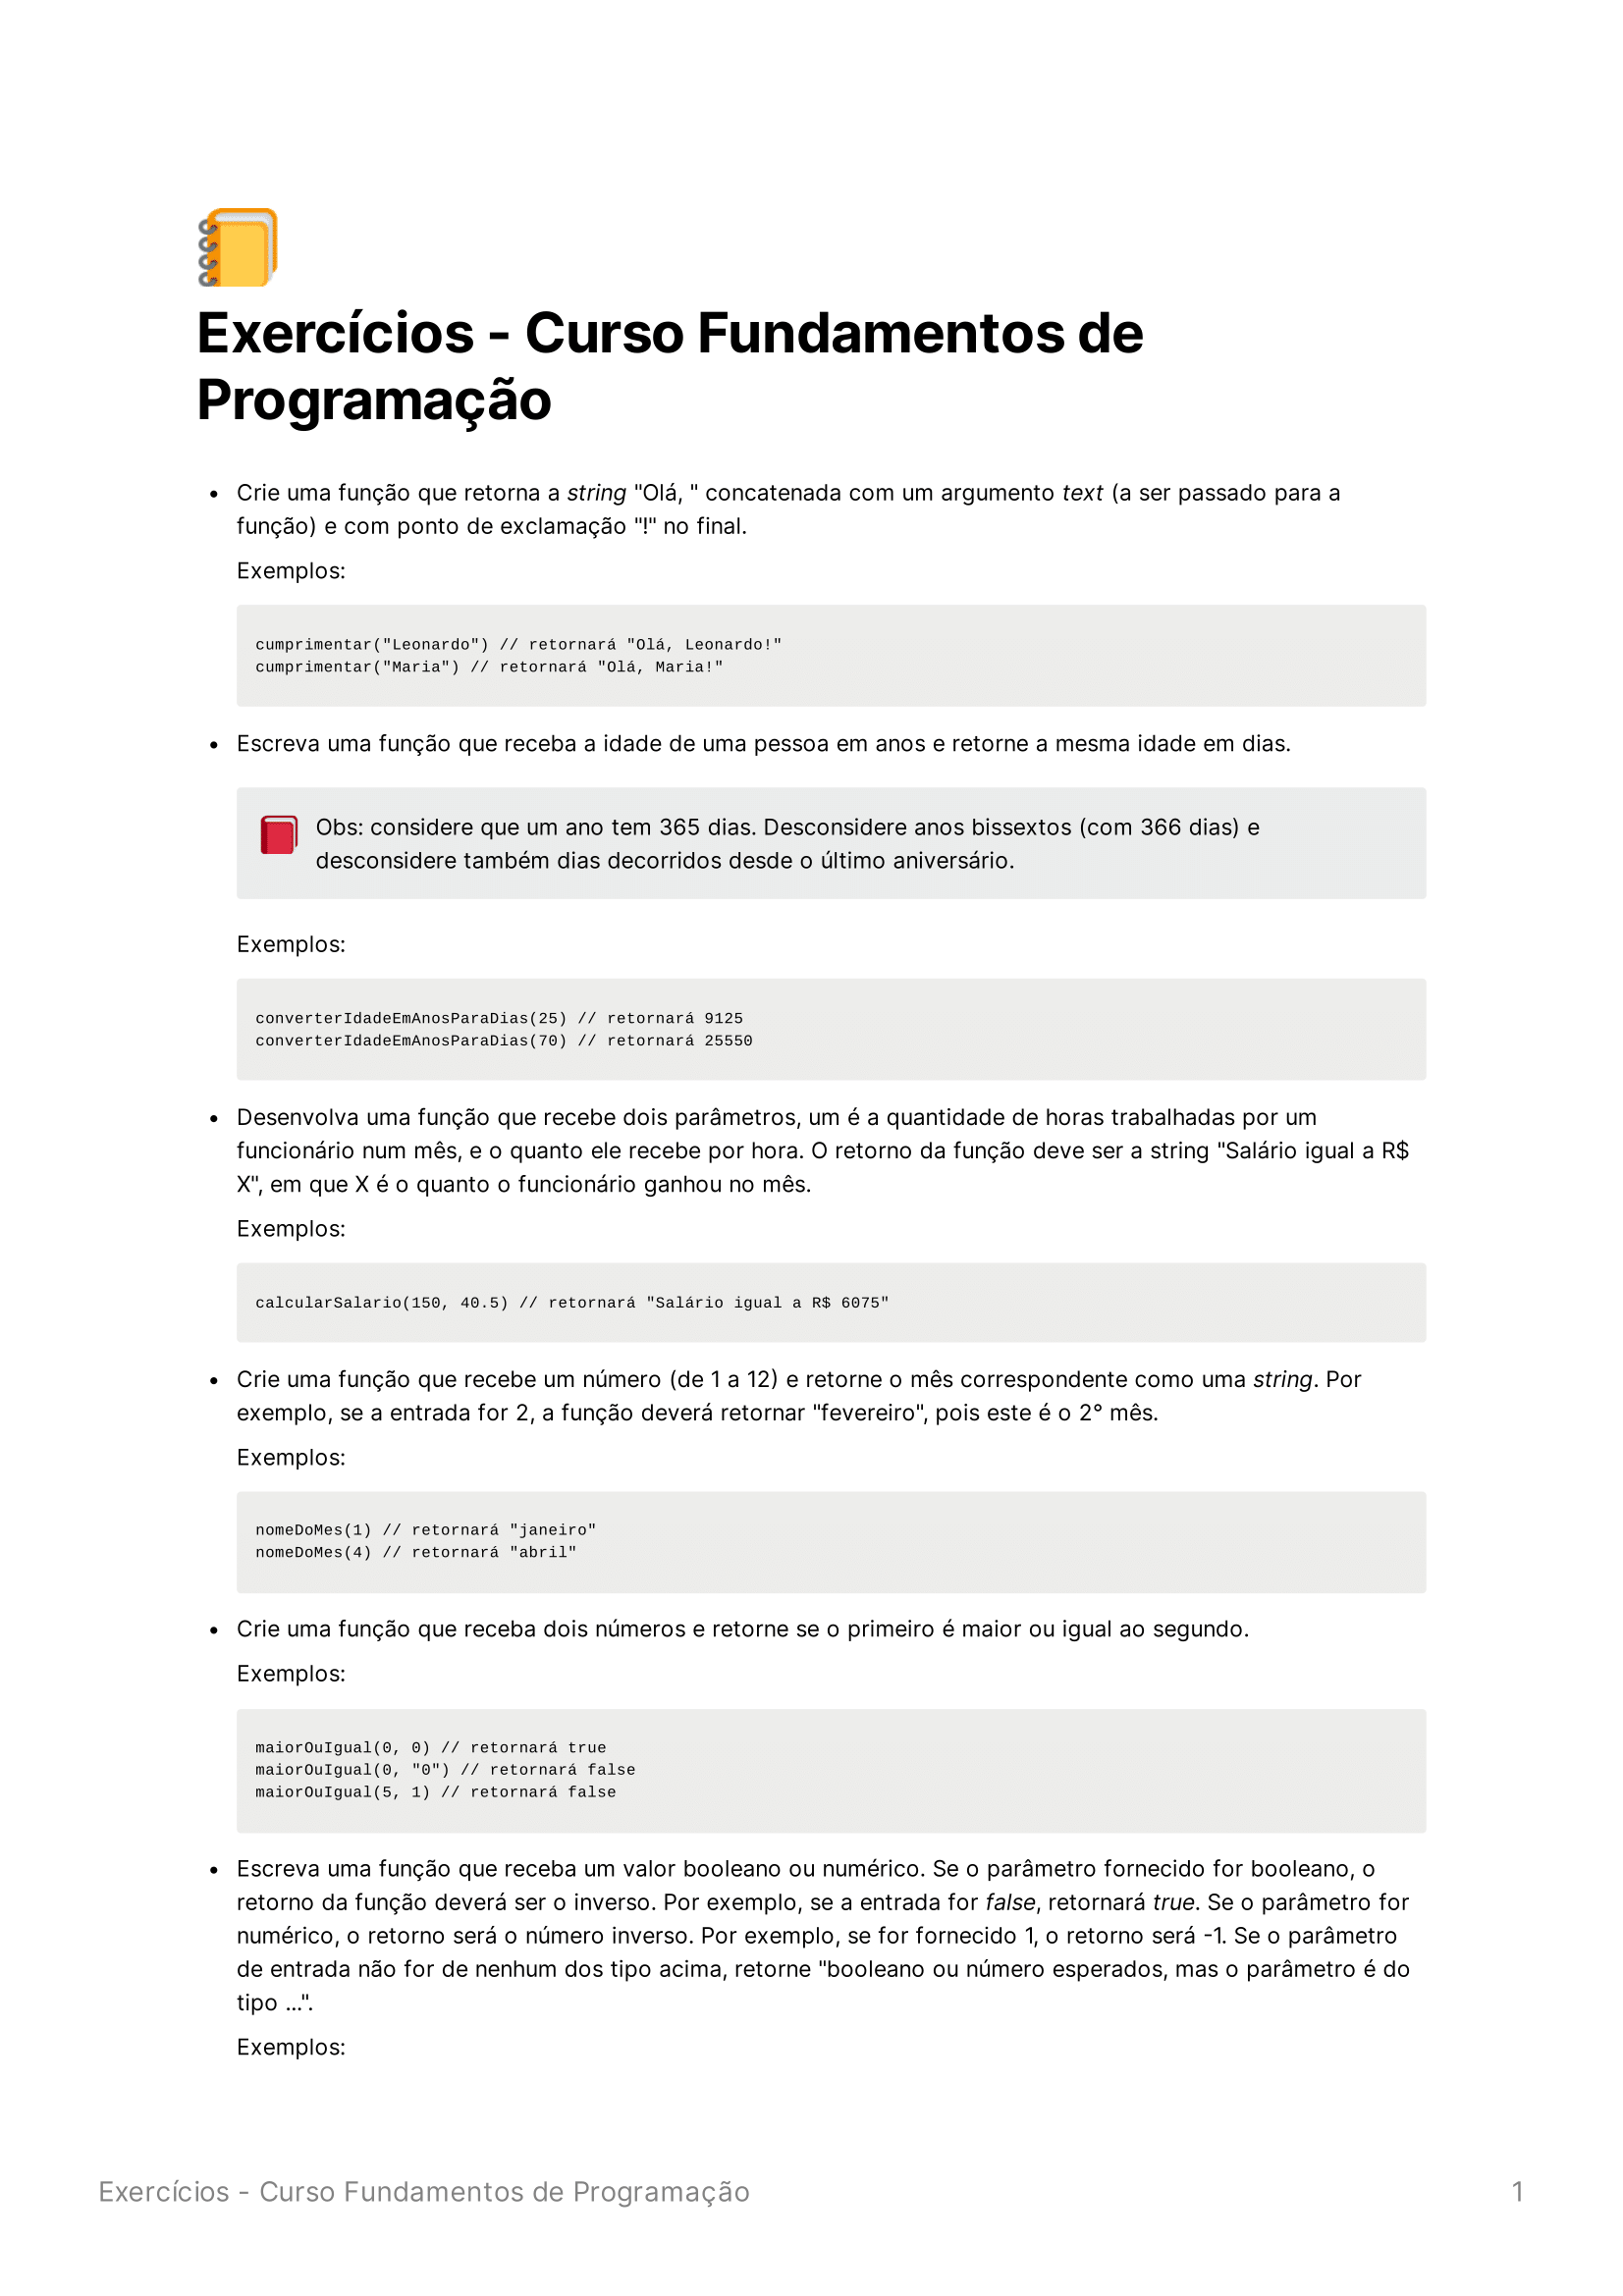 Exercícios - Curso Fundamentos de
Programação
• Crie uma função que retorna a string "Olá, " concatenada com um argumento text (a ser passado para a
função) e com ponto de exclamação "!" no final.
Exemplos:
cumprimentar("Leonardo") // retornará "Olá, Leonardo!"
cumprimentar("Maria") // retornará "Olá, Maria!"
• Escreva uma função que receba a idade de uma pessoa em anos e retorne a mesma idade em dias.
Obs: considere que um ano tem 365 dias. Desconsidere anos bissextos (com 366 dias) e
desconsidere também dias decorridos desde o último aniversário.
Exemplos:
converterIdadeEmAnosParaDias(25) // retornará 9125
converterIdadeEmAnosParaDias(70) // retornará 25550
• Desenvolva uma função que recebe dois parâmetros, um é a quantidade de horas trabalhadas por um
funcionário num mês, e o quanto ele recebe por hora. O retorno da função deve ser a string "Salário igual a R$
X", em que X é o quanto o funcionário ganhou no mês.
Exemplos:
calcularSalario(150, 40.5) // retornará "Salário igual a R$ 6075"
• Crie uma função que recebe um número (de 1 a 12) e retorne o mês correspondente como uma string. Por
exemplo, se a entrada for 2, a função deverá retornar "fevereiro", pois este é o 2° mês.
Exemplos:
nomeDoMes(1) // retornará "janeiro"
nomeDoMes(4) // retornará "abril"
• Crie uma função que receba dois números e retorne se o primeiro é maior ou igual ao segundo.
Exemplos:
maiorOuIgual(0, 0) // retornará true
maiorOuIgual(0, "0") // retornará false
maiorOuIgual(5, 1) // retornará false
• Escreva uma função que receba um valor booleano ou numérico. Se o parâmetro fornecido for booleano, o
retorno da função deverá ser o inverso. Por exemplo, se a entrada for false, retornará true. Se o parâmetro for
numérico, o retorno será o número inverso. Por exemplo, se for fornecido 1, o retorno será -1. Se o parâmetro
de entrada não for de nenhum dos tipo acima, retorne "booleano ou número esperados, mas o parâmetro é do
tipo ...".
Exemplos:
Exercícios - Curso Fundamentos de Programação 1